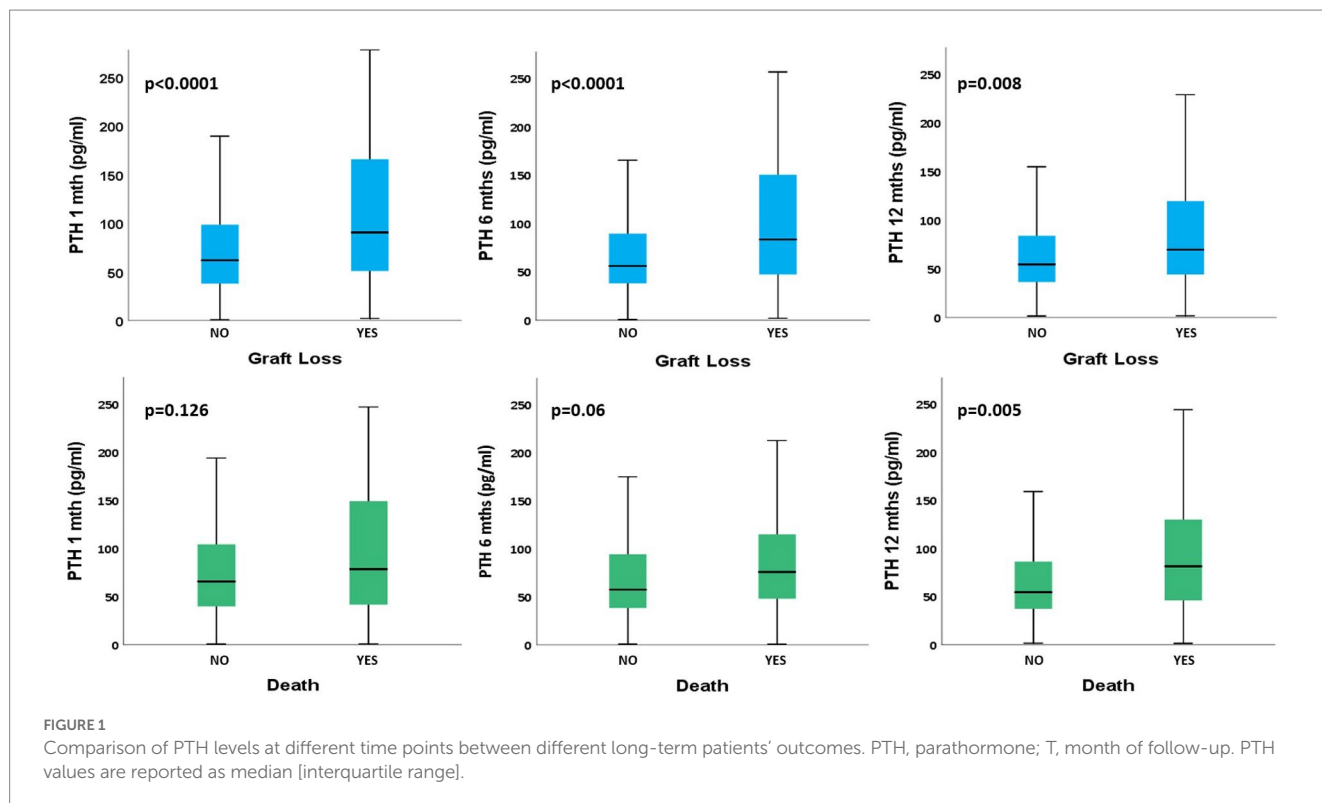 p<0.0001
PTH 1 mth (pg/ml)
250
200
150
100
50
0
NO
YES
Graft Loss
p<0.0001
PTH 6 mths (pg/ml)
250
200
150
100
50
0
NO
YES
Graft Loss
p=0.008
PTH 12 mths (pg/ml)
250
200
150
100
50
0
NO
YES
Graft Loss
p=0.126
PTH 1 mth (pg/ml)
250
200
150
100
50
0
NO
YES
Death
p=0.06
PTH 6 mths (pg/ml)
250
200
150
100
50
0
NO
YES
Death
p=0.005
PTH 12 mths (pg/ml)
250
200
150
100
50
0
NO
YES
Death
FIGURE 1
Comparison of PTH levels at different time points between different long-term patients’ outcomes. PTH, parathormone; T, month of follow-up. PTH
values are reported as median [interquartile range].